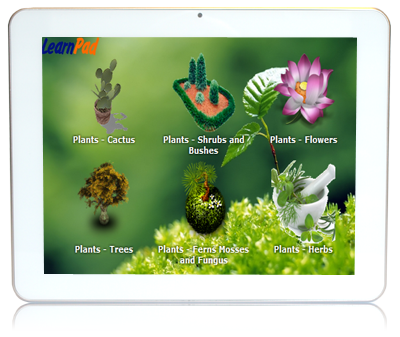 LearnPad
Plants - Cactus
Plants - Shrubs and
Bushes
Plants - Flowers
Plants - Trees
Plants - Ferns Mosses
and Fungus
Plants - Herbs